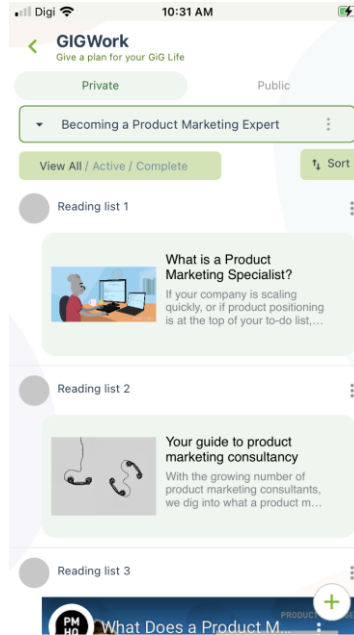 Digi 10:31 AM
GIGWork
Give a plan for your GiG Life
Private Public
Becoming a Product Marketing Expert
View All / Active / Complete
Sort
Reading list 1
What is a Product
Marketing Specialist?
If your company is scaling
quickly, or if product positioning
is at the top of your to-do list,...
Reading list 2
Your guide to product
marketing consultancy
With the growing number of
product marketing consultants,
we dig into what a product m...
Reading list 3
PRODUCT
PM
HQ
What Does a Product M...